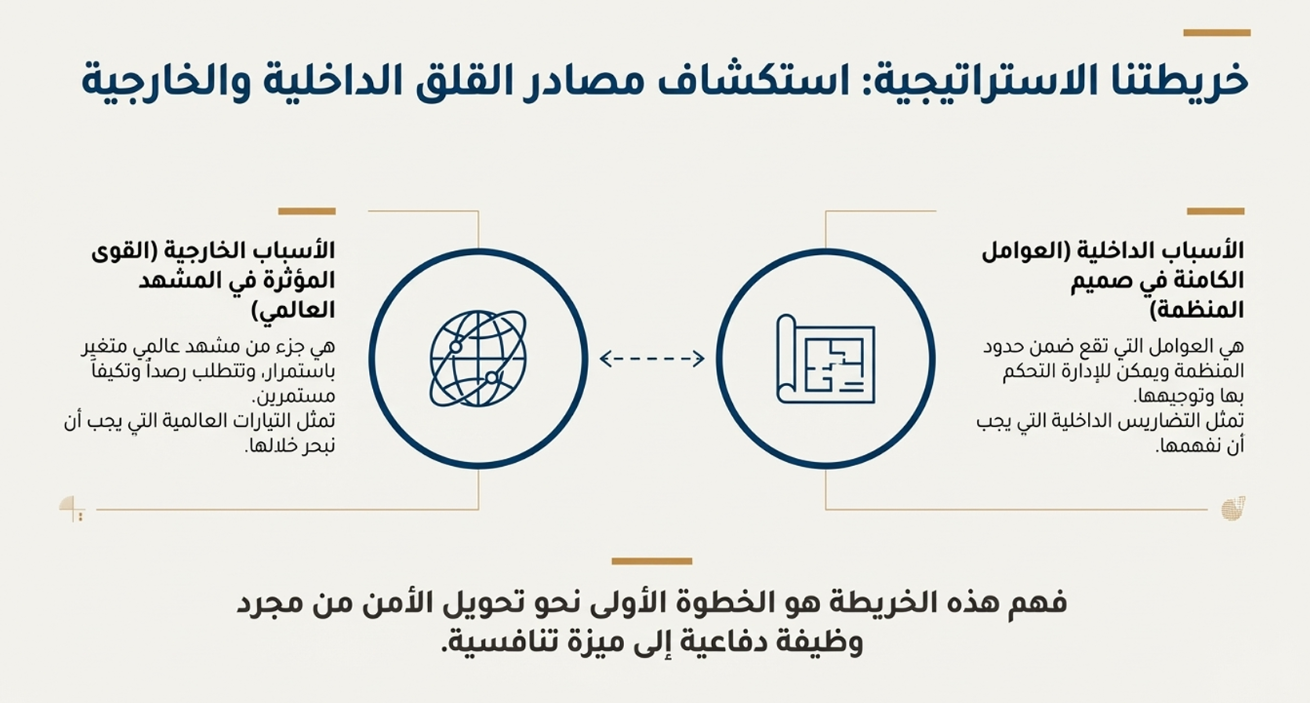 خريطتنا الاستراتيجية: استكشاف مصادر القلق الداخلية والخارجية
الأسباب الداخلية (العوامل
الكامنة في صميم
المنظمة)
هي العوامل التي تقع ضمن حدود
المنظمة ويمكن للإدارة التحكم
بها وتوجيهها.
تمثل التضاريس الداخلية التي يجب
أن نفهمها.
الأسباب الخارجية (القوى
المؤثرة في المشهد
العالمي)
هي جزء من مشهد عالمي متغير
باستمرار، وتتطلب رصداً وتكيفاً
مستمرين.
تمثل التيارات العالمية التي يجب أن
نبحر خلالها.
فهم هذه الخريطة هو الخطوة الأولى نحو تحويل الأمن من مجرد
وظيفة دفاعية إلى ميزة تنافسية.